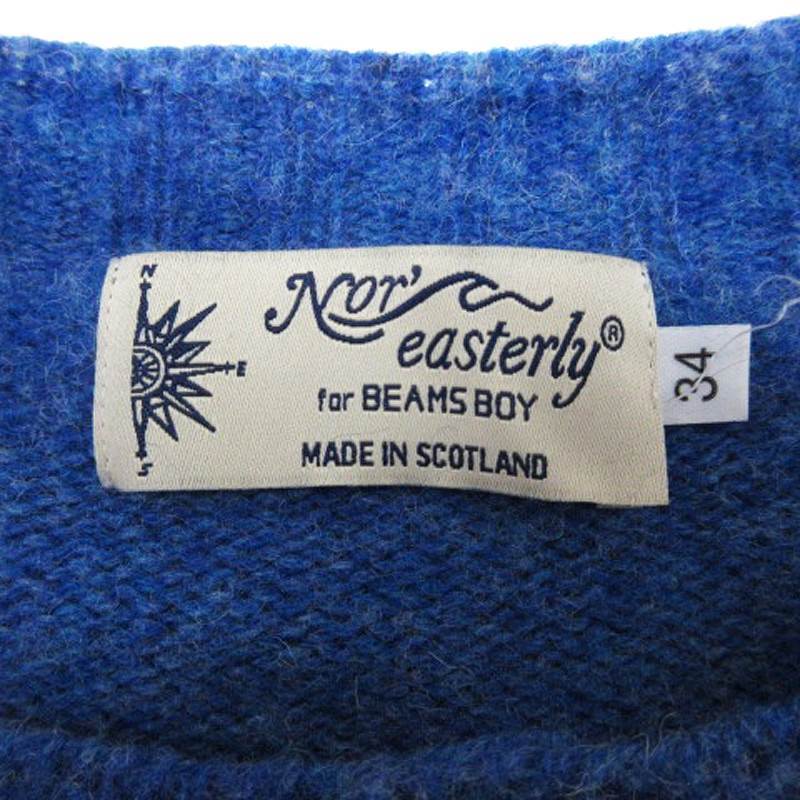 N
E
S
Nor'
easterly®
for BEAMS BOY
MADE IN SCOTLAND
34